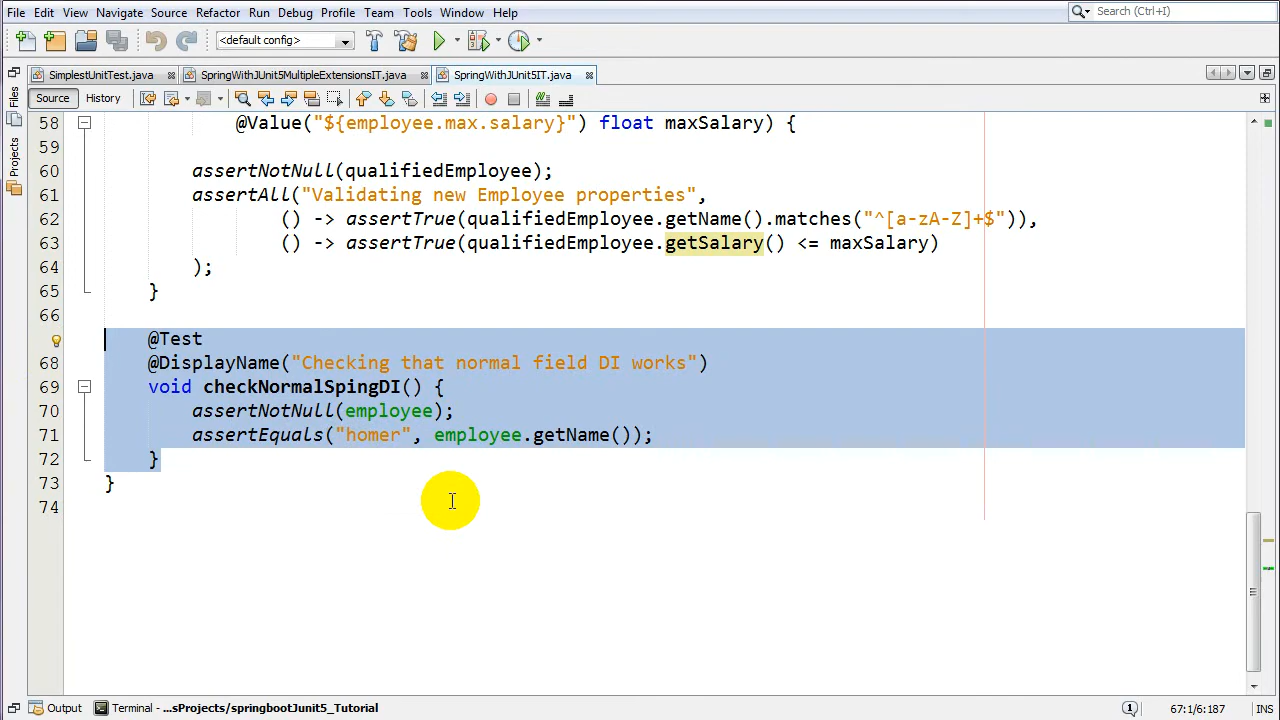 File Edit View Navigate Source Refactor Run Debug Profile Team Tools Window Help Search (Ctrl+I)
<default config>
SimplestUnitTest.java SpringWithJUnit5MultipleExtensionsIT.java SpringWithJUnit5IT.java
Source History
Files
Projects
58 @Value("${employee.max.salary}") float maxSalary) {
59
60 assertNotNull(qualifiedEmployee);
61 assertAll("Validating new Employee properties",
62 () -> assertTrue(qualifiedEmployee.getName().matches("^[a-zA-Z]+$")),
63 () -> assertTrue(qualifiedEmployee.getSalary() <= maxSalary)
64 );
65 }
66
@Test
68 @DisplayName("Checking that normal field DI works")
69 void checkNormalSpingDI() {
70 assertNotNull(employee);
71 assertEquals("homer", employee.getName());
72 }
73 }
74
Output Terminal - ...sProjects/springbootJunit5_Tutorial 1 67:1/6:187 INS